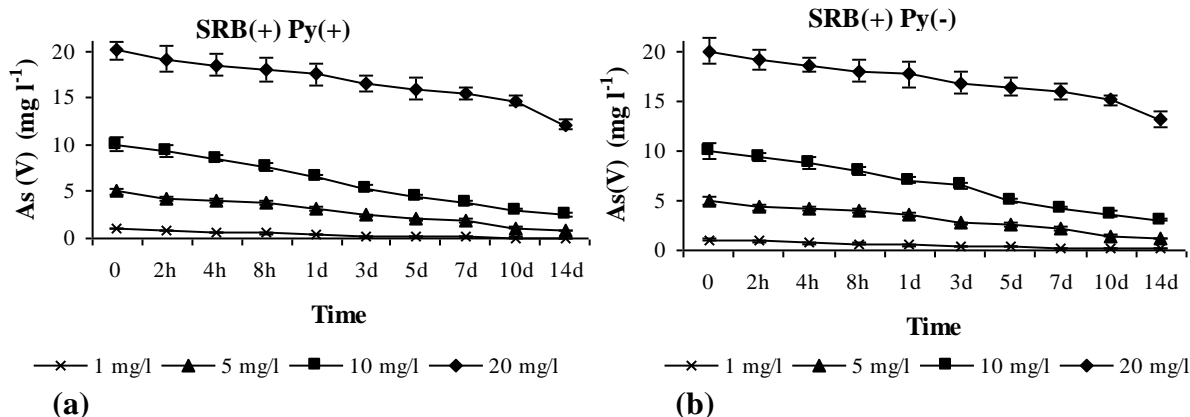 SRB(+) Py(+)
As (V) (mg l-1)
20
15
10
5
0
0 2h 4h 8h 1d 3d 5d 7d 10d 14d
Time
1 mg/l 5 mg/l 10 mg/l 20 mg/l
(a)
SRB(+) Py(-)
As(V) (mg l-1)
20
15
10
5
0
0 2h 4h 8h 1d 3d 5d 7d 10d 14d
Time
1 mg/l 5 mg/l 10 mg/l 20 mg/l
(b)